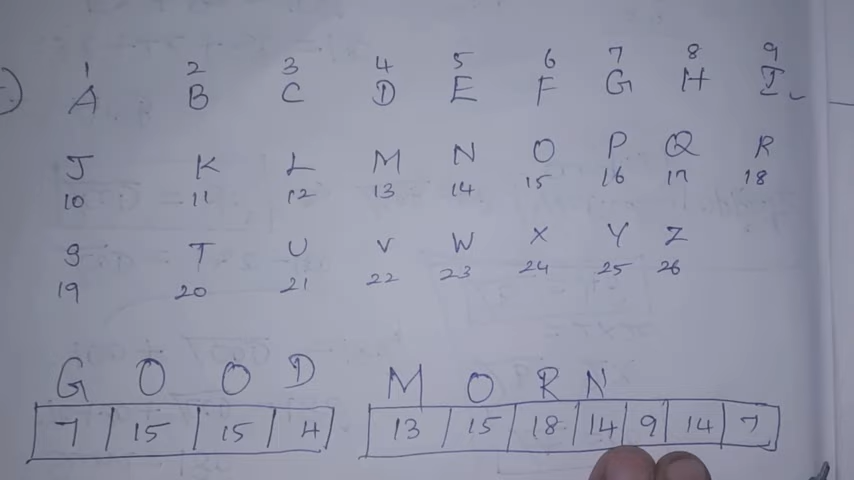 1 2 3 4 5 6 7 8 9
A B C D E F G H I
J K L M N O P Q R
10 11 12 13 14 15 16 17 18
S T U V W X Y Z
19 20 21 22 23 24 25 26
G O O D M O R N
7 15 15 4 13 15 18 14 9 14 7